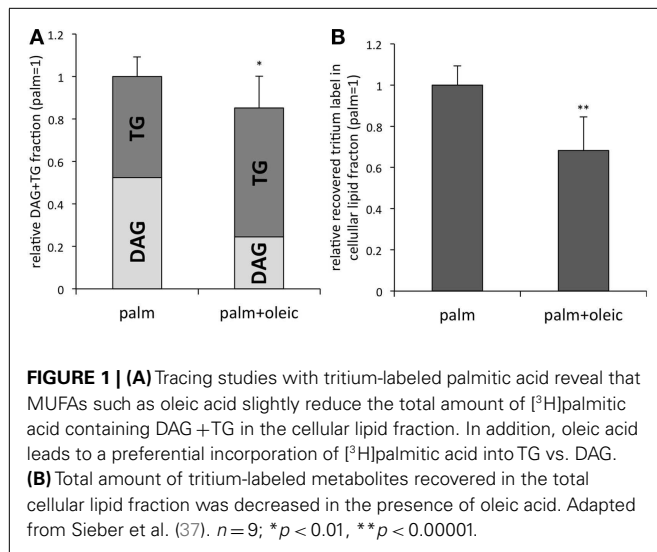 A
relative DAG+TG fraction (palm=1)
1.2
1
0.8
0.6
0.4
0.2
0
TG
DAG
*
TG
DAG
palm
palm+oleic
B
relative recovered tritium label in
cellullar lipid fracton (palm=1)
1.2
1
0.8
0.6
0.4
0.2
0
**
palm
palm+oleic
FIGURE 1 | (A) Tracing studies with tritium-labeled palmitic acid reveal that
MUFAs such as oleic acid slightly reduce the total amount of [³H]palmitic
acid containing DAG + TG in the cellular lipid fraction. In addition, oleic acid
leads to a preferential incorporation of [³H]palmitic acid into TG vs. DAG.
(B) Total amount of tritium-labeled metabolites recovered in the total
cellular lipid fraction was decreased in the presence of oleic acid. Adapted
from Sieber et al. (37). n = 9; *p < 0.01, **p < 0.00001.